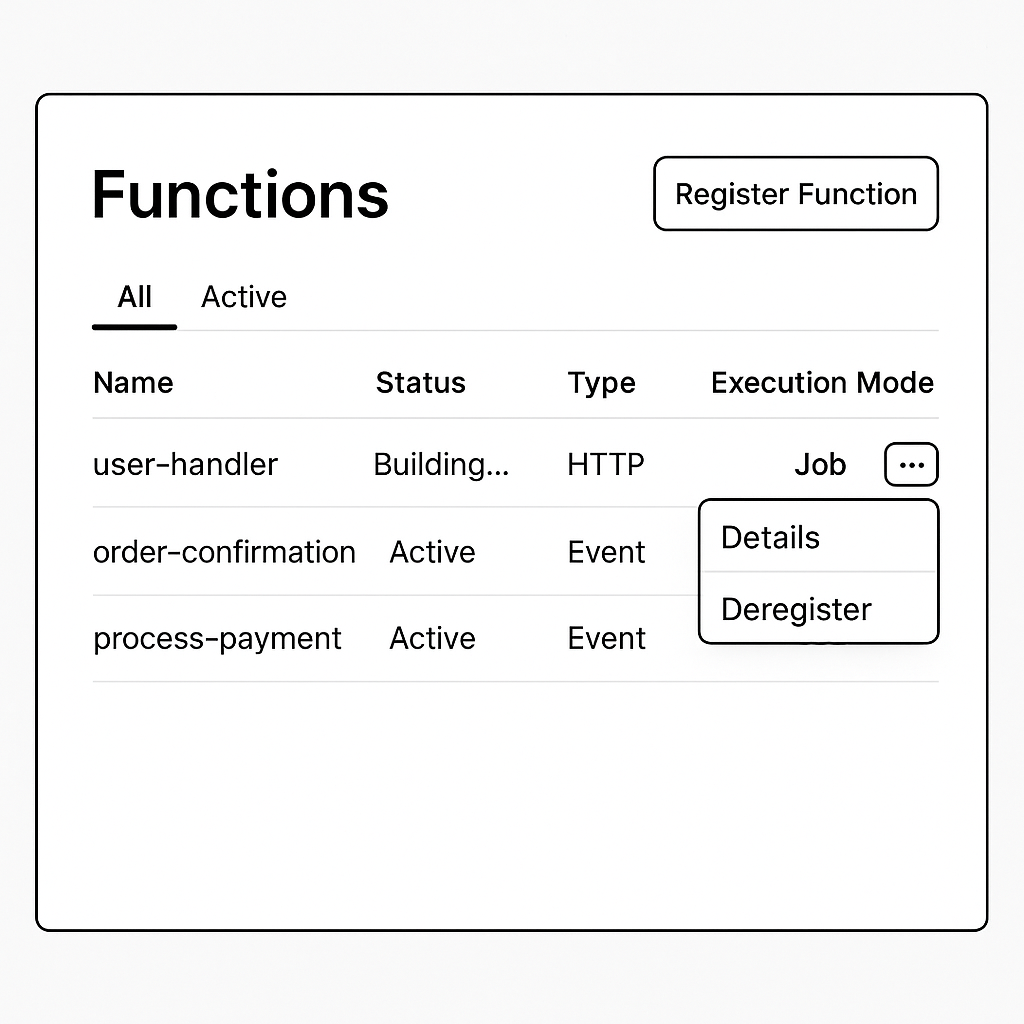 Functions
Register Function
All Active
Name Status Type Execution Mode
user-handler Building... HTTP Job ...
order-confirmation Active Event
Details
process-payment Active Event
Deregister